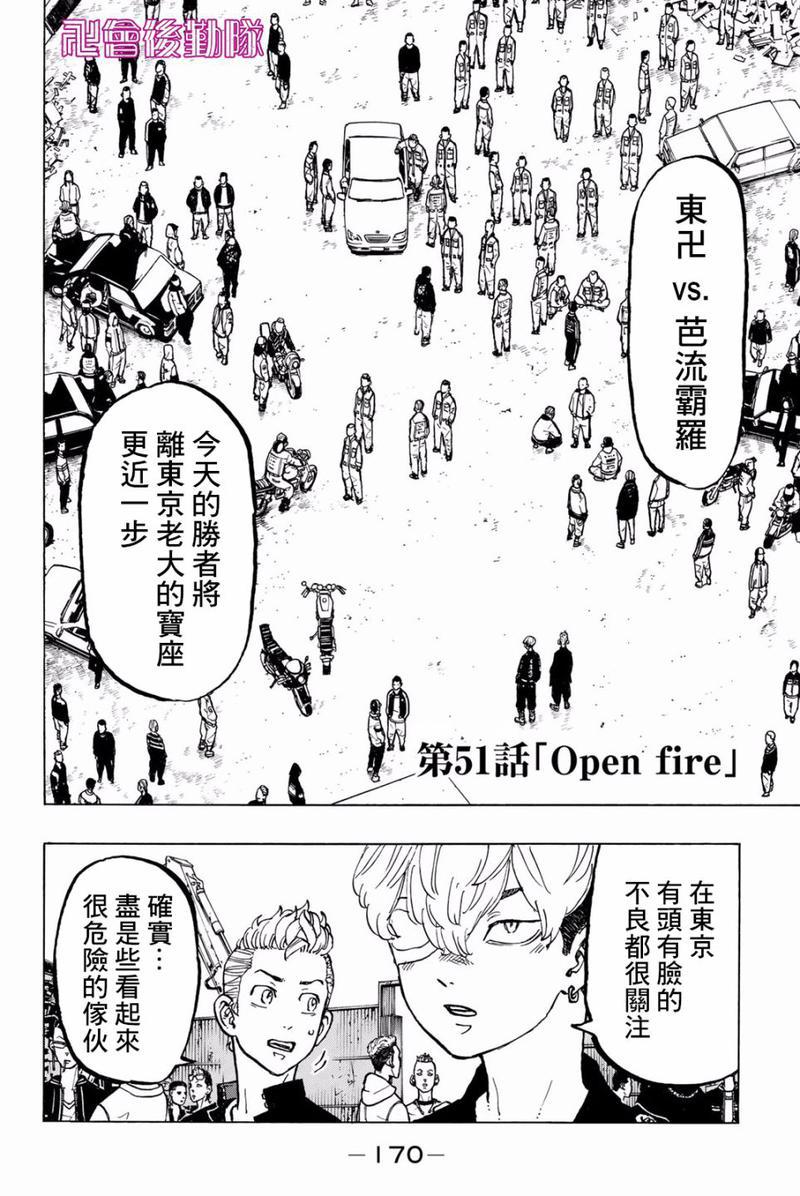 卍會後勤隊
東卍 vs. 芭流霸羅
今天的勝者將
離東京老大的寶座
更近一步
第51話「Open fire」
在東京
有頭有臉的
不良都很關注
確實…
盡是些看起來
很危險的傢伙
—170—